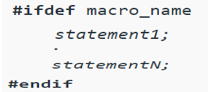 #ifdef macro_name
statement1;
.
statementN;
#endif